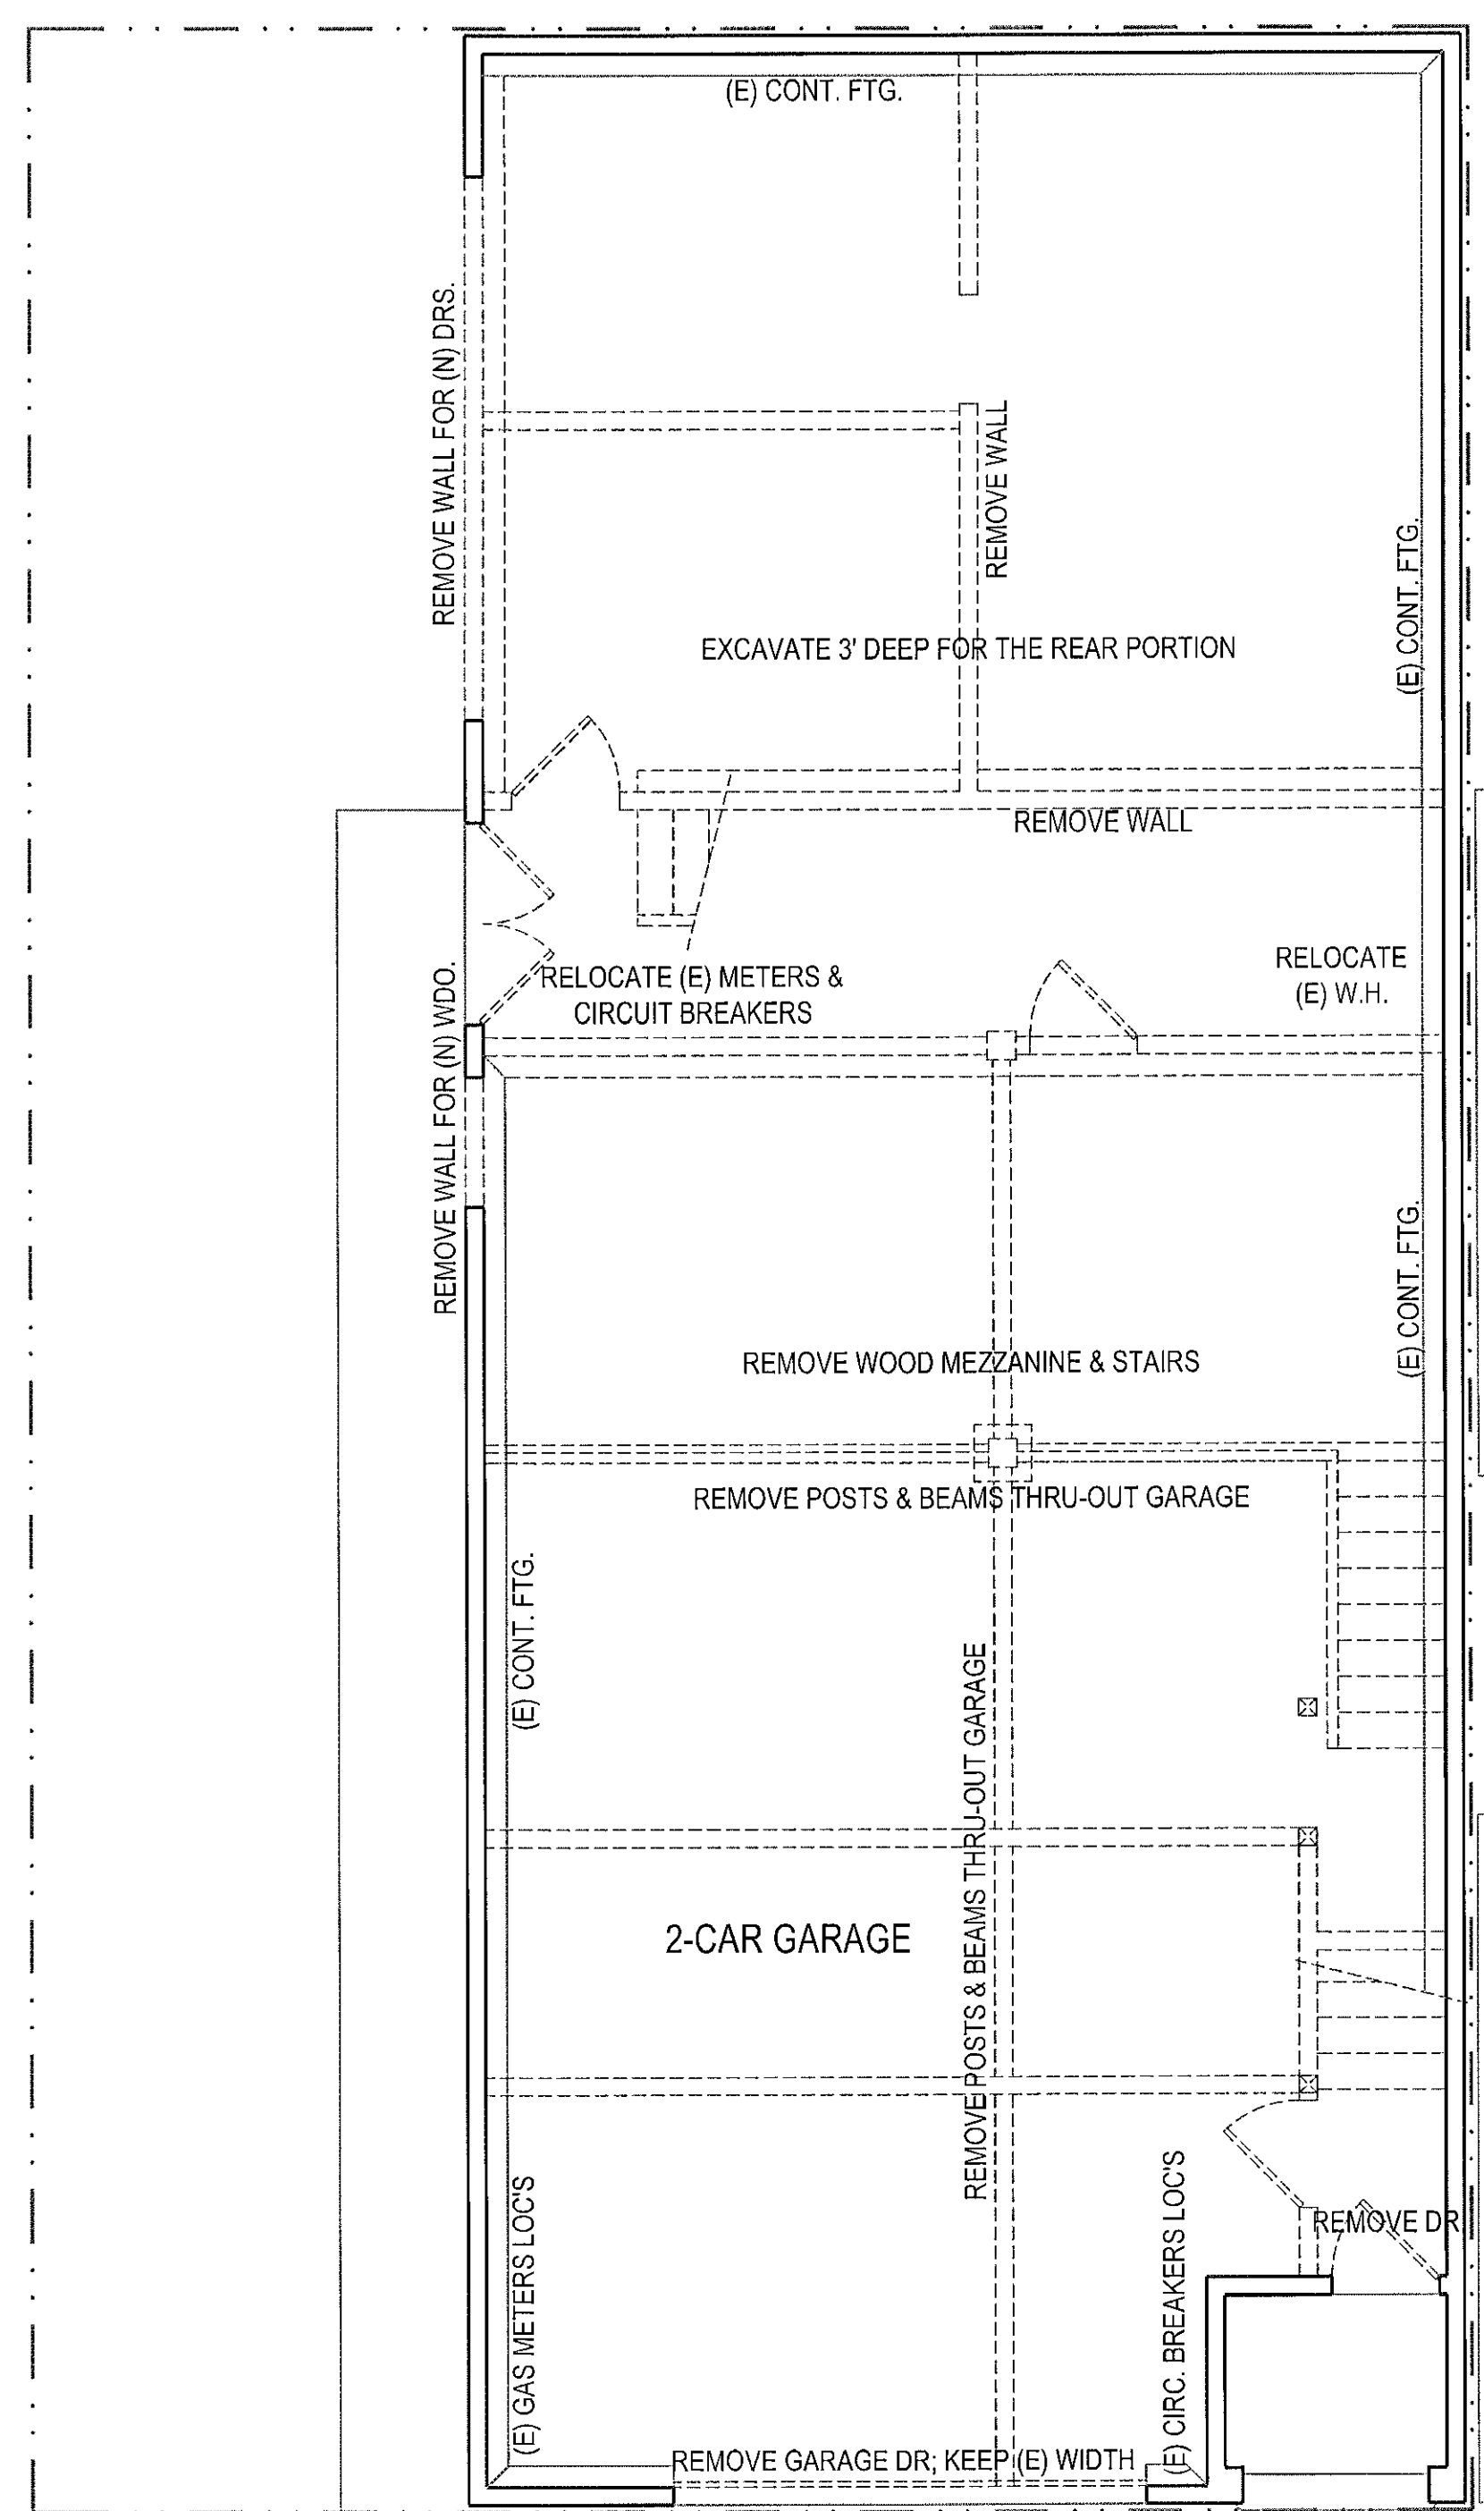 (E) CONT. FTG.
REMOVE WALL FOR (N) DRS.
REMOVE WALL
(E) CONT. FTG.
EXCAVATE 3' DEEP FOR THE REAR PORTION
REMOVE WALL
RELOCATE (E) METERS &
CIRCUIT BREAKERS
RELOCATE
(E) W.H.
REMOVE WALL FOR (N) WDO.
(E) CONT. FTG.
REMOVE WOOD MEZZANINE & STAIRS
REMOVE POSTS & BEAMS THRU-OUT GARAGE
(E) CONT. FTG.
REMOVE POSTS & BEAMS THRU-OUT GARAGE
2-CAR GARAGE
(E) GAS METERS LOC'S
(E) CIRC. BREAKERS LOC'S
REMOVE DR
REMOVE GARAGE DR; KEEP (E) WIDTH